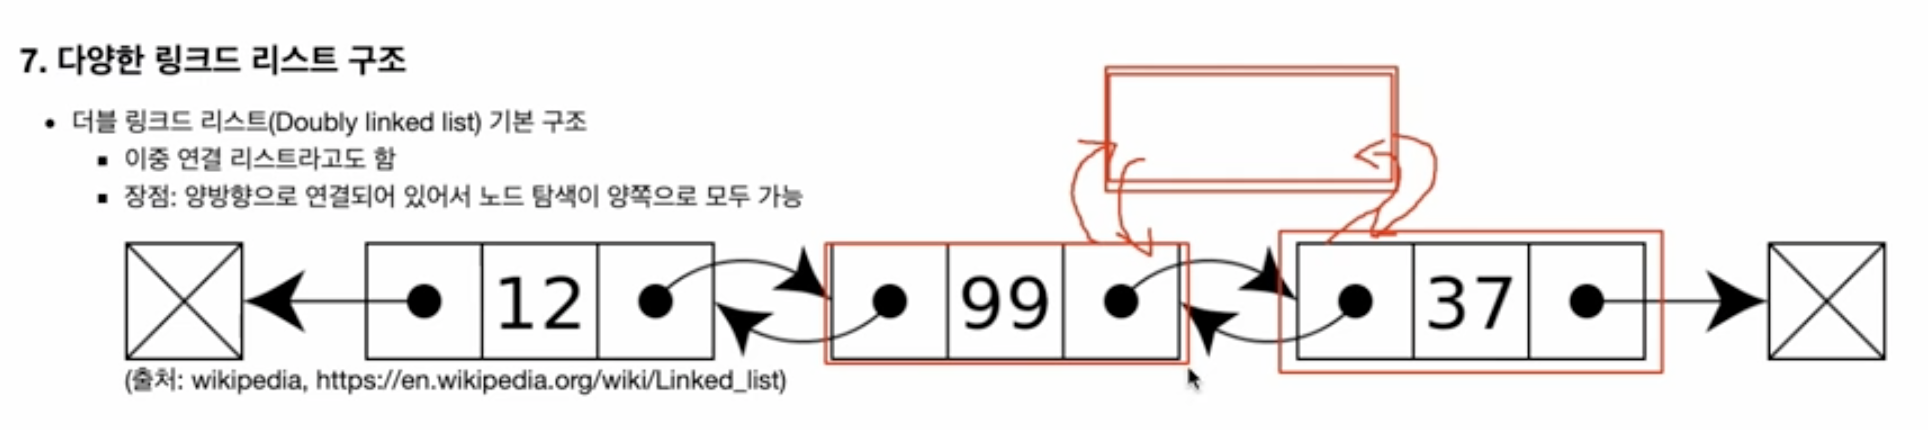 7. 다양한 링크드 리스트 구조
• 더블 링크드 리스트(Doubly linked list) 기본 구조
▪ 이중 연결 리스트라고도 함
▪ 장점: 양방향으로 연결되어 있어서 노드 탐색이 양쪽으로 모두 가능
12 99 37
(출처: wikipedia, https://en.wikipedia.org/wiki/Linked_list)